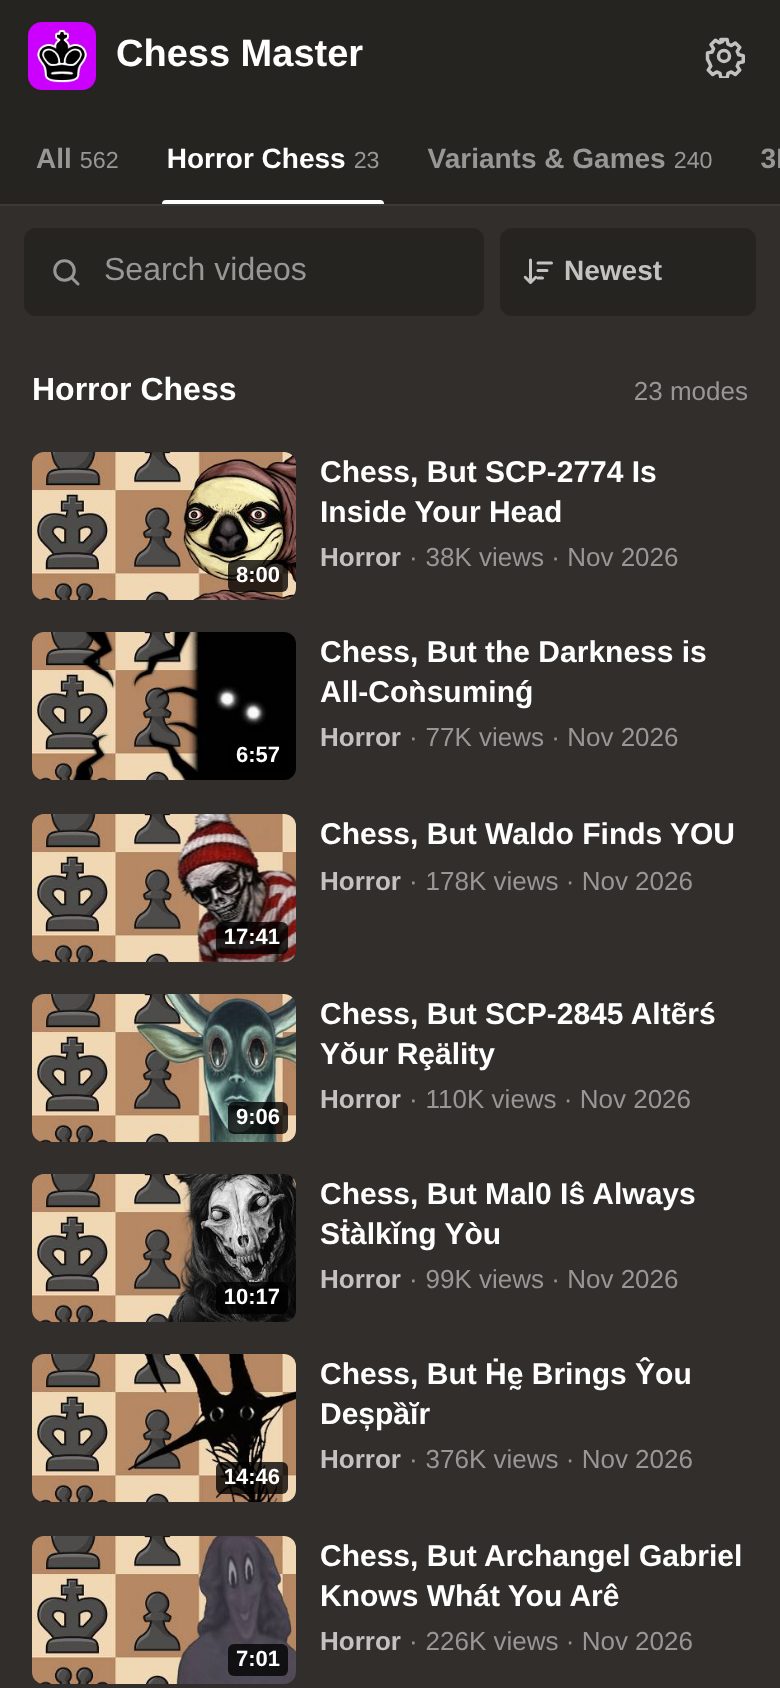 Chess Master
All 562 Horror Chess 23 Variants & Games 240
Search videos
Newest
Horror Chess
23 modes
8:00
Chess, But SCP-2774 Is
Inside Your Head
Horror · 38K views · Nov 2026
6:57
Chess, But the Darkness is
All-Coǹsuminǵ
Horror · 77K views · Nov 2026
17:41
Chess, But Waldo Finds YOU
Horror · 178K views · Nov 2026
9:06
Chess, But SCP-2845 Altẽrś
Yŏur Ręälity
Horror · 110K views · Nov 2026
10:17
Chess, But Mal0 Iŝ Always
Sṫàlkǐng Yòu
Horror · 99K views · Nov 2026
14:46
Chess, But Ḣḛ Brings Ŷou
Deṣpȁĭr
Horror · 376K views · Nov 2026
7:01
Chess, But Archangel Gabriel
Knows Whát You Arê
Horror · 226K views · Nov 2026